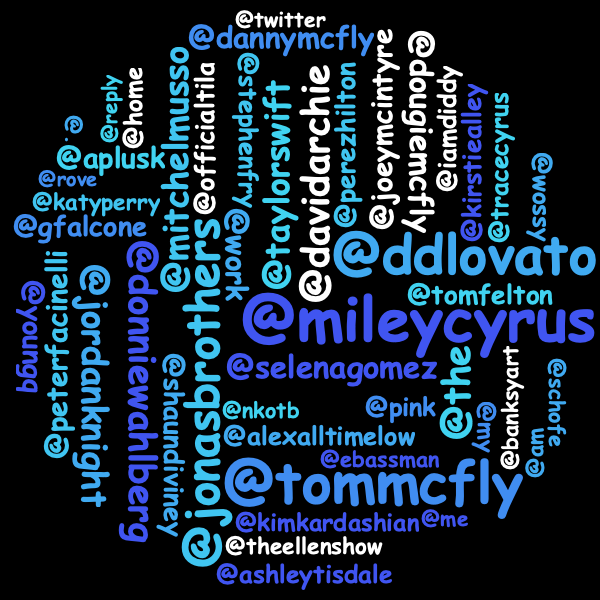 @twitter
@dannymcfly
@.
@reply
@home
@mitchelmusso
@officialtila
@stephenfry
@taylorswift
@davidarchie
@perezhilton
@joeymcintyre
@dougiemcfly
@iamdiddy
@kirstiealley
@tracecyrus
@wossy
@aplusk
@rove
@katyperry
@gfalcone
@work
@ddlovato
@tomfelton
@mileycyrus
@youngq
@peterfacinelli
@jordanknight
@donniewahlberg
@shaundiviney
@jonasbrothers
@selenagomez
@the
@banksyart
@schofe
@nkotb
@pink
@my
@alexalltimelow
@am
@ebassman
@tommcfly
@kimkardashian
@me
@theellenshow
@ashleytisdale